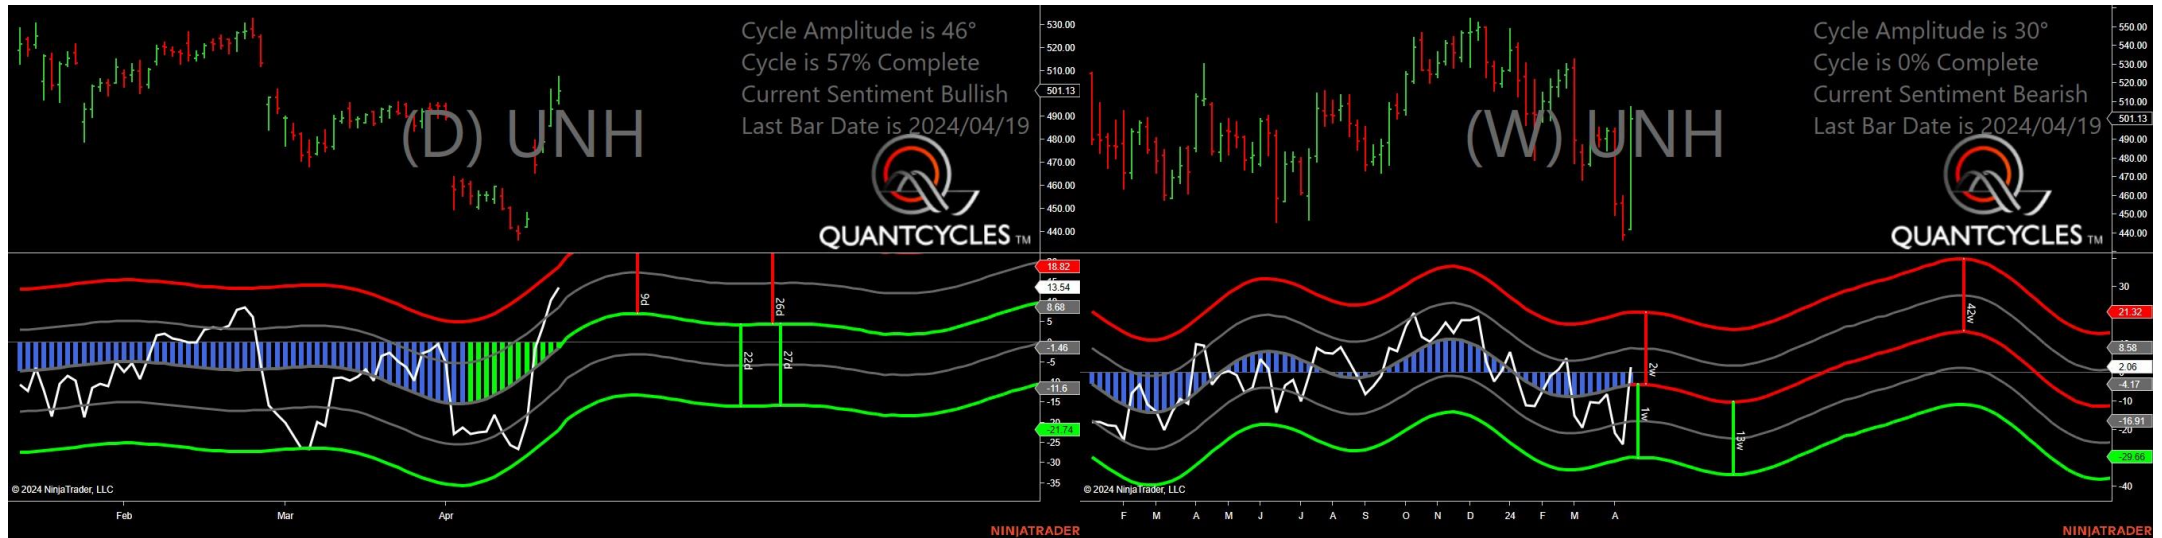 Cycle Amplitude is 46°
Cycle is 57% Complete
Current Sentiment Bullish
Last Bar Date is 2024/04/19
(D) UNH
QUANTCYCLES TM
530.00
520.00
510.00
501.13
490.00
480.00
470.00
460.00
450.00
440.00
18.82
13.54
8.68
5
-1.46
-5
-11.6
-15
-21.74
-25
-30
-35
9d
26d
22d
27d
© 2024 NinjaTrader, LLC
Feb Mar Apr
NINJATRADER
Cycle Amplitude is 30°
Cycle is 0% Complete
Current Sentiment Bearish
Last Bar Date is 2024/04/19
(W) UNH
QUANTCYCLES TM
550.00
540.00
530.00
520.00
510.00
501.13
490.00
480.00
470.00
460.00
450.00
440.00
30
21.32
8.58
2.06
-4.17
-10
-16.91
-20
-29.66
-40
2w
1w
13w
42w
© 2024 NinjaTrader, LLC
F M A M J J A S O N D 24 F M A
NINJATRADER